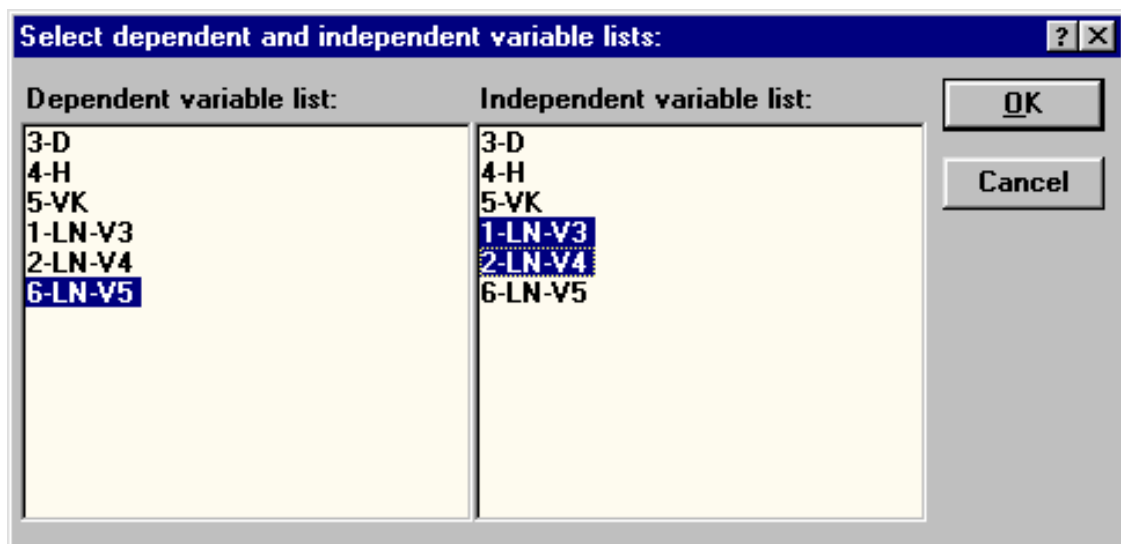 Select dependent and independent variable lists:
Dependent variable list:
3-D
4-H
5-VK
1-LN-V3
2-LN-V4
6-LN-V5
Independent variable list:
3-D
4-H
5-VK
1-LN-V3
2-LN-V4
6-LN-V5
OK
Cancel